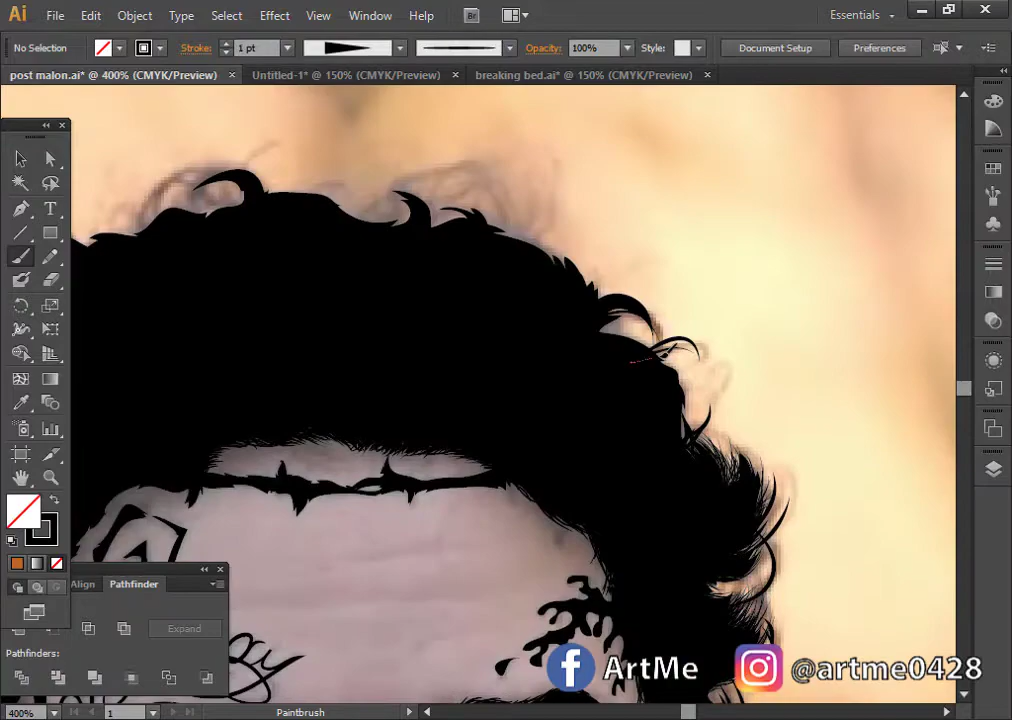 Ai File Edit Object Type Select Effect View Window Help Br Essentials
No Selection Stroke: 1 pt Opacity: 100% Style: Document Setup Preferences
post malon.ai* @ 400% (CMYK/Preview) Untitled-1* @ 150% (CMYK/Preview) breaking bed.ai* @ 150% (CMYK/Preview)
Align Pathfinder
Expand
Pathfinders:
ArtMe @artme0428
400% 1 Paintbrush